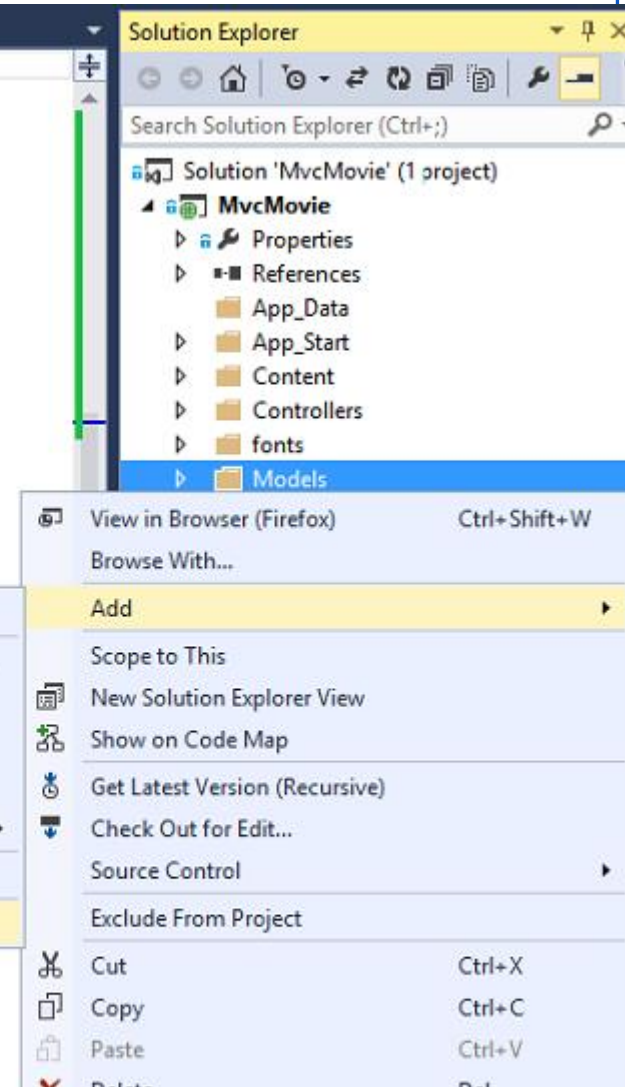 Solution Explorer
Search Solution Explorer (Ctrl+;)
Solution 'MvcMovie' (1 project)
MvcMovie
Properties
References
App_Data
App_Start
Content
Controllers
fonts
Models
View in Browser (Firefox) Ctrl+Shift+W
Browse With...
Add
Scope to This
New Solution Explorer View
Show on Code Map
Get Latest Version (Recursive)
Check Out for Edit...
Source Control
Exclude From Project
Cut Ctrl+X
Copy Ctrl+C
Paste Ctrl+V